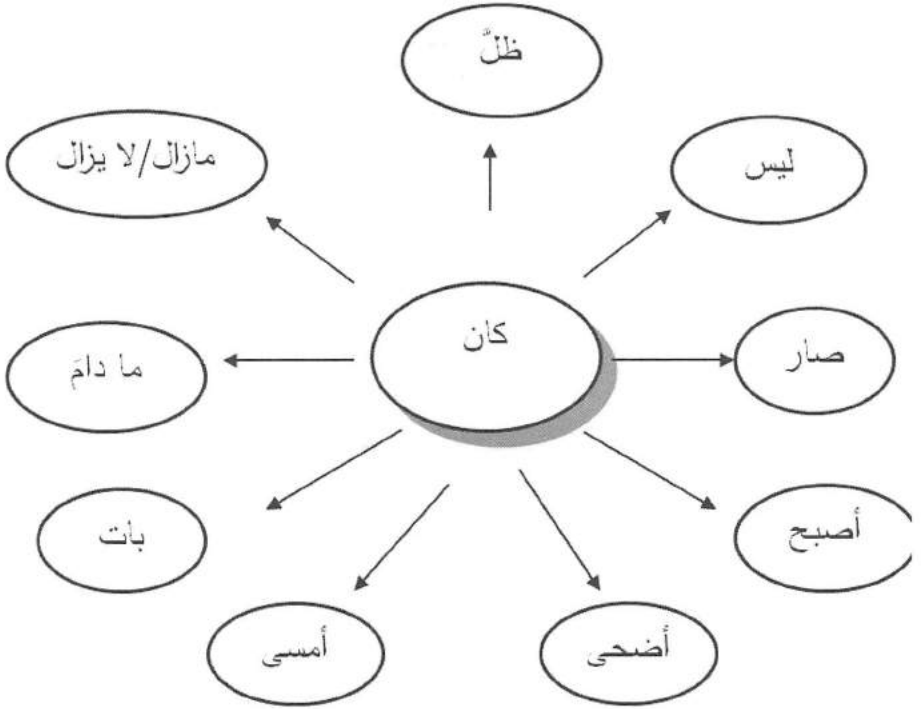 ظلَّ
ليس
مازال/لا يزال
كان
صار
ما دامَ
أصبح
بات
أضحى
أمسى